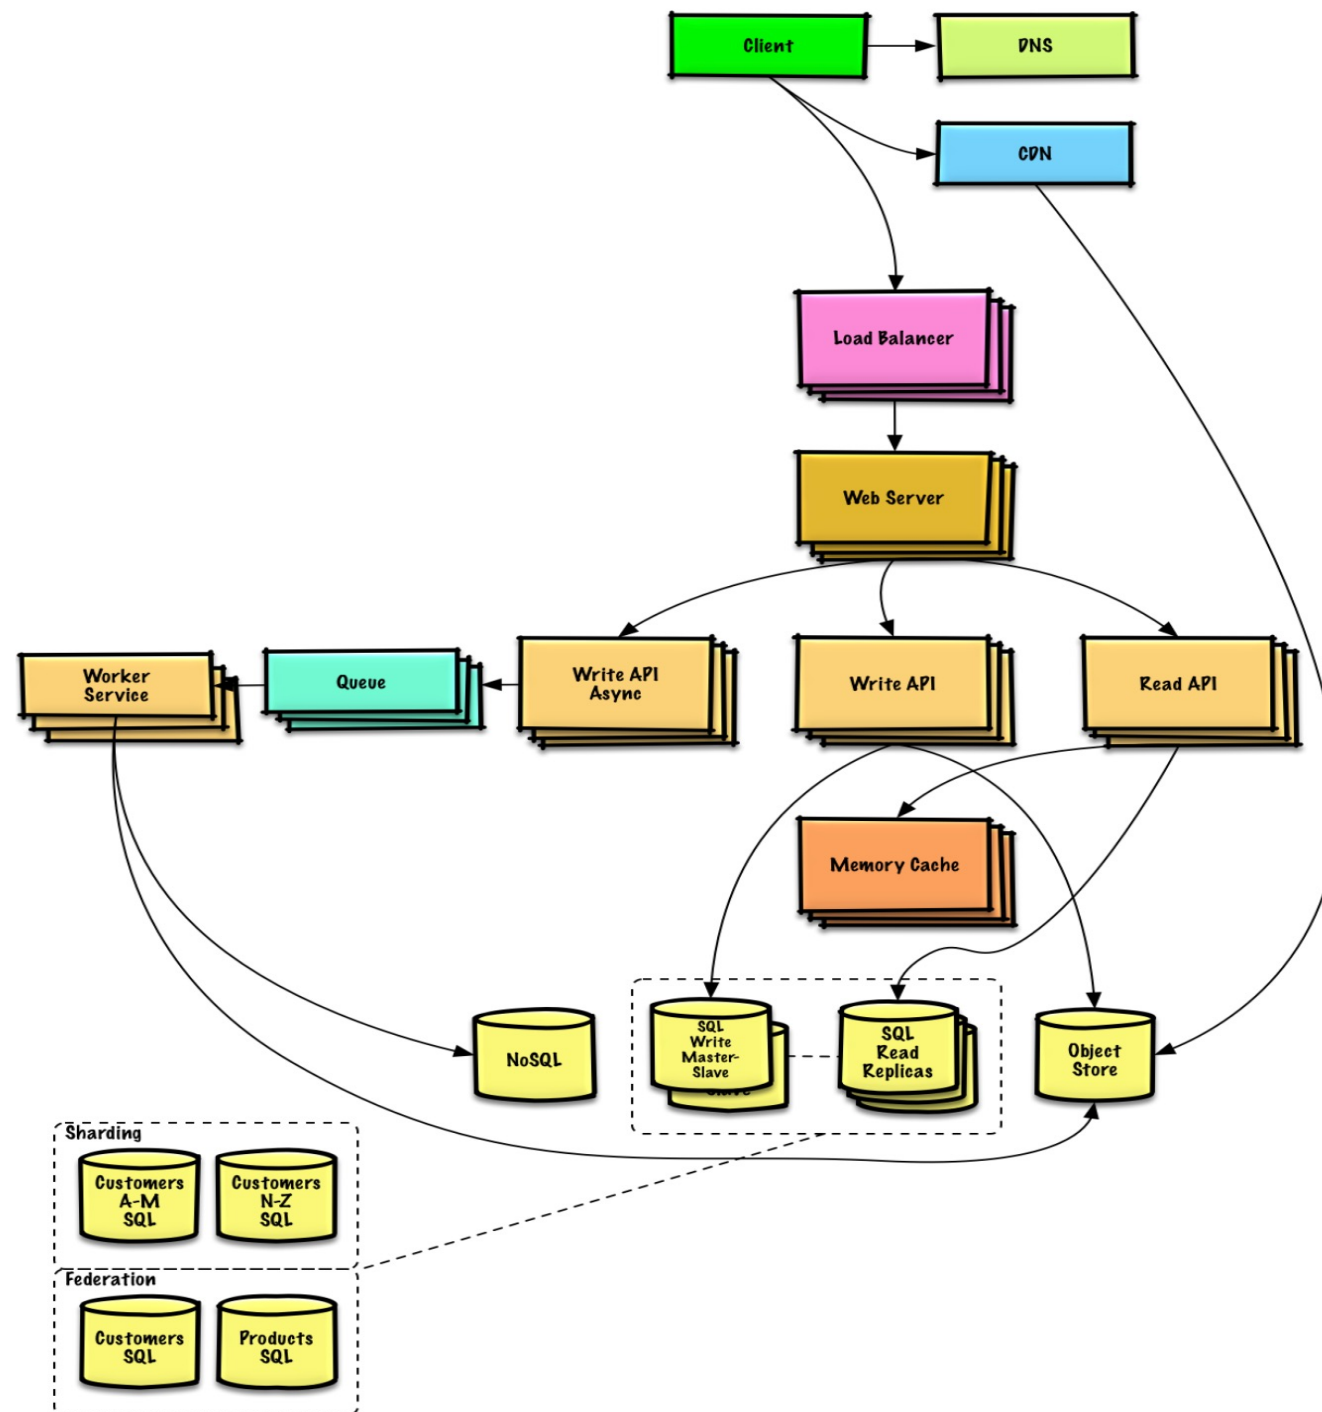 Client
DNS
CDN
Load Balancer
Web Server
Worker
Service
Queue
Write API
Async
Write API
Read API
Memory Cache
NoSQL
SQL
Write
Master-
Slave
Slave
SQL
Read
Replicas
Object
Store
Sharding
Customers
A-M
SQL
Customers
N-Z
SQL
Federation
Customers
SQL
Products
SQL